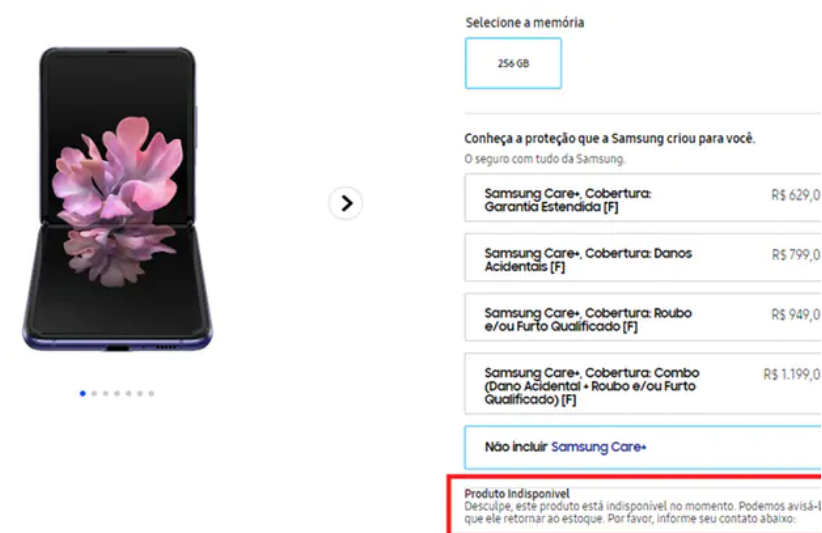 Selecione a memória
256 GB
Conheça a proteção que a Samsung criou para você.
O seguro com tudo da Samsung.
Samsung Care+, Cobertura:
Garantia Estendida [F]
R$ 629,0
Samsung Care+, Cobertura: Danos
Acidentais [F]
R$ 799,0
Samsung Care+, Cobertura: Roubo
e/ou Furto Qualificado [F]
R$ 949,0
Samsung Care+, Cobertura: Combo
(Dano Acidental + Roubo e/ou Furto
Qualificado) [F]
R$ 1.199,0
Não incluir Samsung Care+
Produto Indisponivel
Desculpe, este produto está indisponível no momento. Podemos avisá-l
que ele retornar ao estoque. Por favor, informe seu contato abaixo: